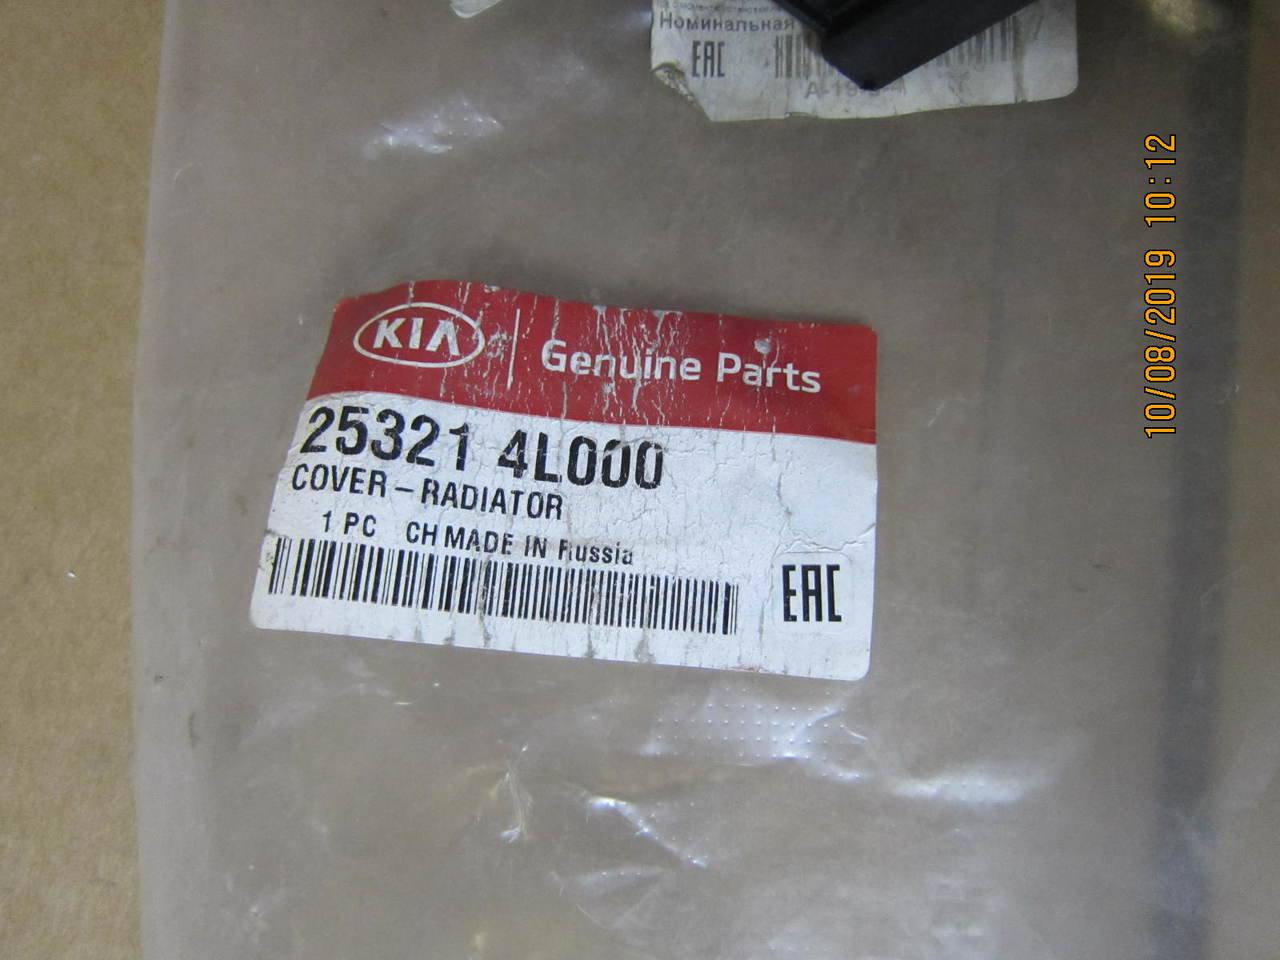 Номинальная
EAC
KIA Genuine Parts
25321 4L000
COVER - RADIATOR
1 PC CH MADE IN Russia
EAC
10/08/2019 10:12